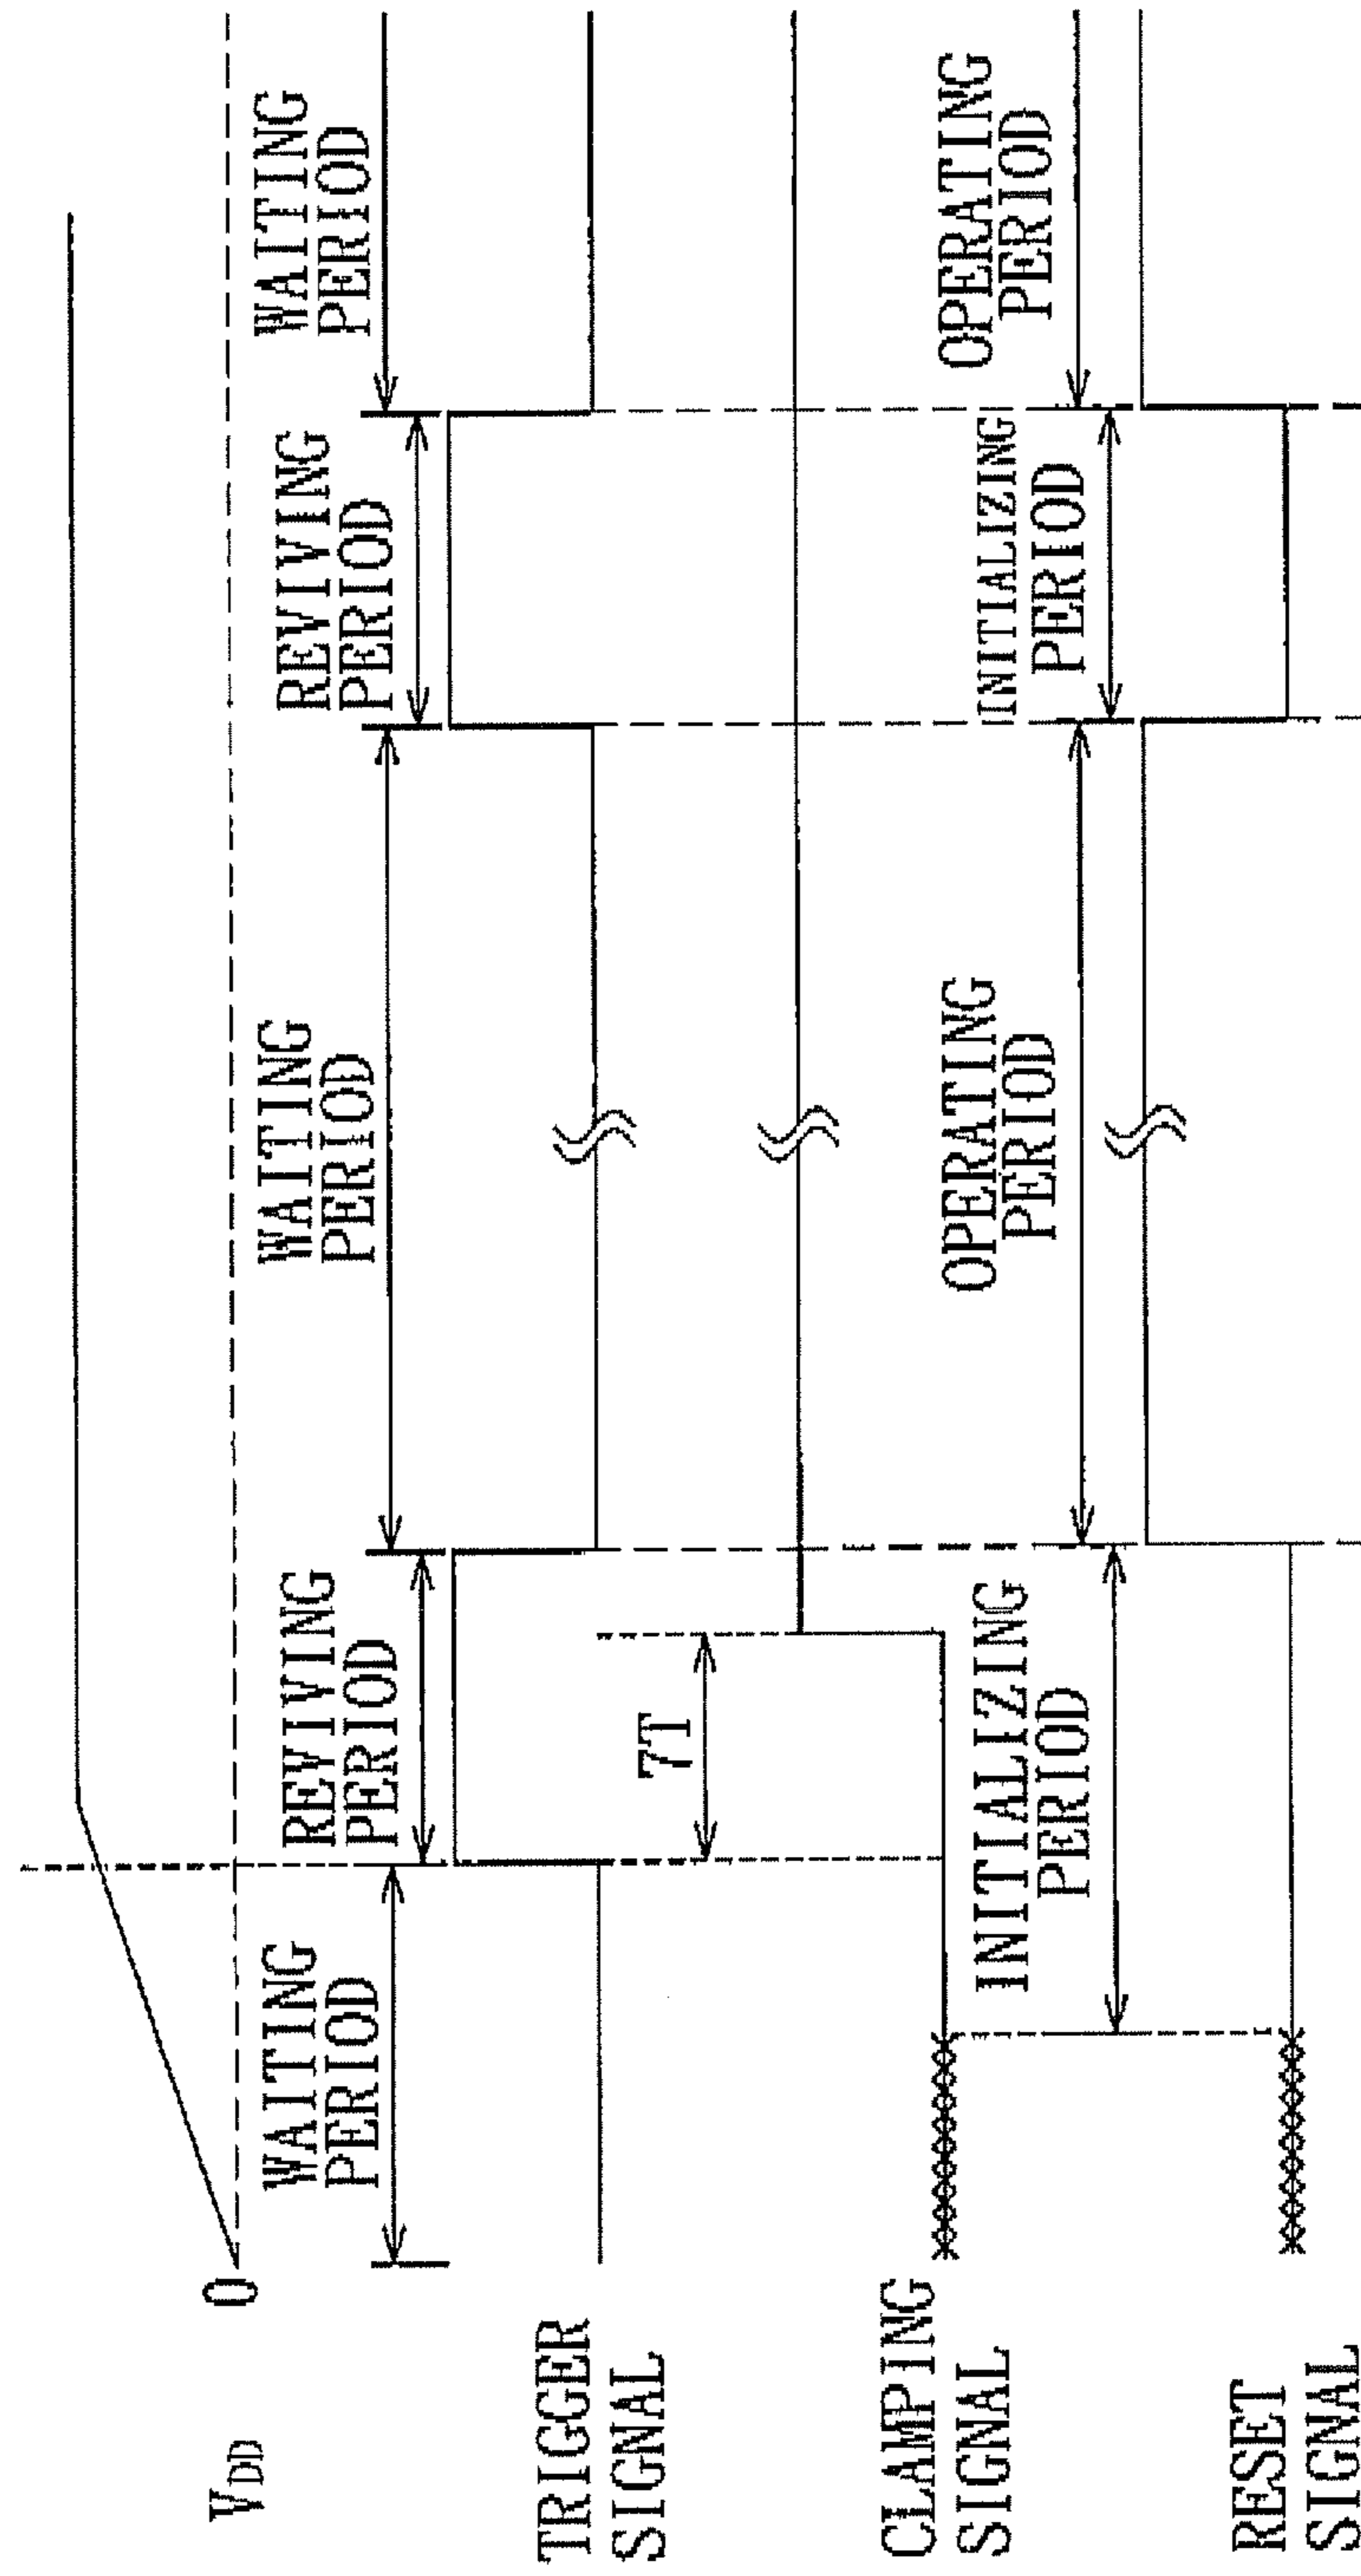 V_DD
0
WAITING
PERIOD
REVIVING
PERIOD
WAITING
PERIOD
REVIVING
PERIOD
WAITING
PERIOD
TRIGGER
SIGNAL
7T
CLAMPING
SIGNAL
INITIALIZING
PERIOD
OPERATING
PERIOD
INITIALIZING
PERIOD
OPERATING
PERIOD
RESET
SIGNAL